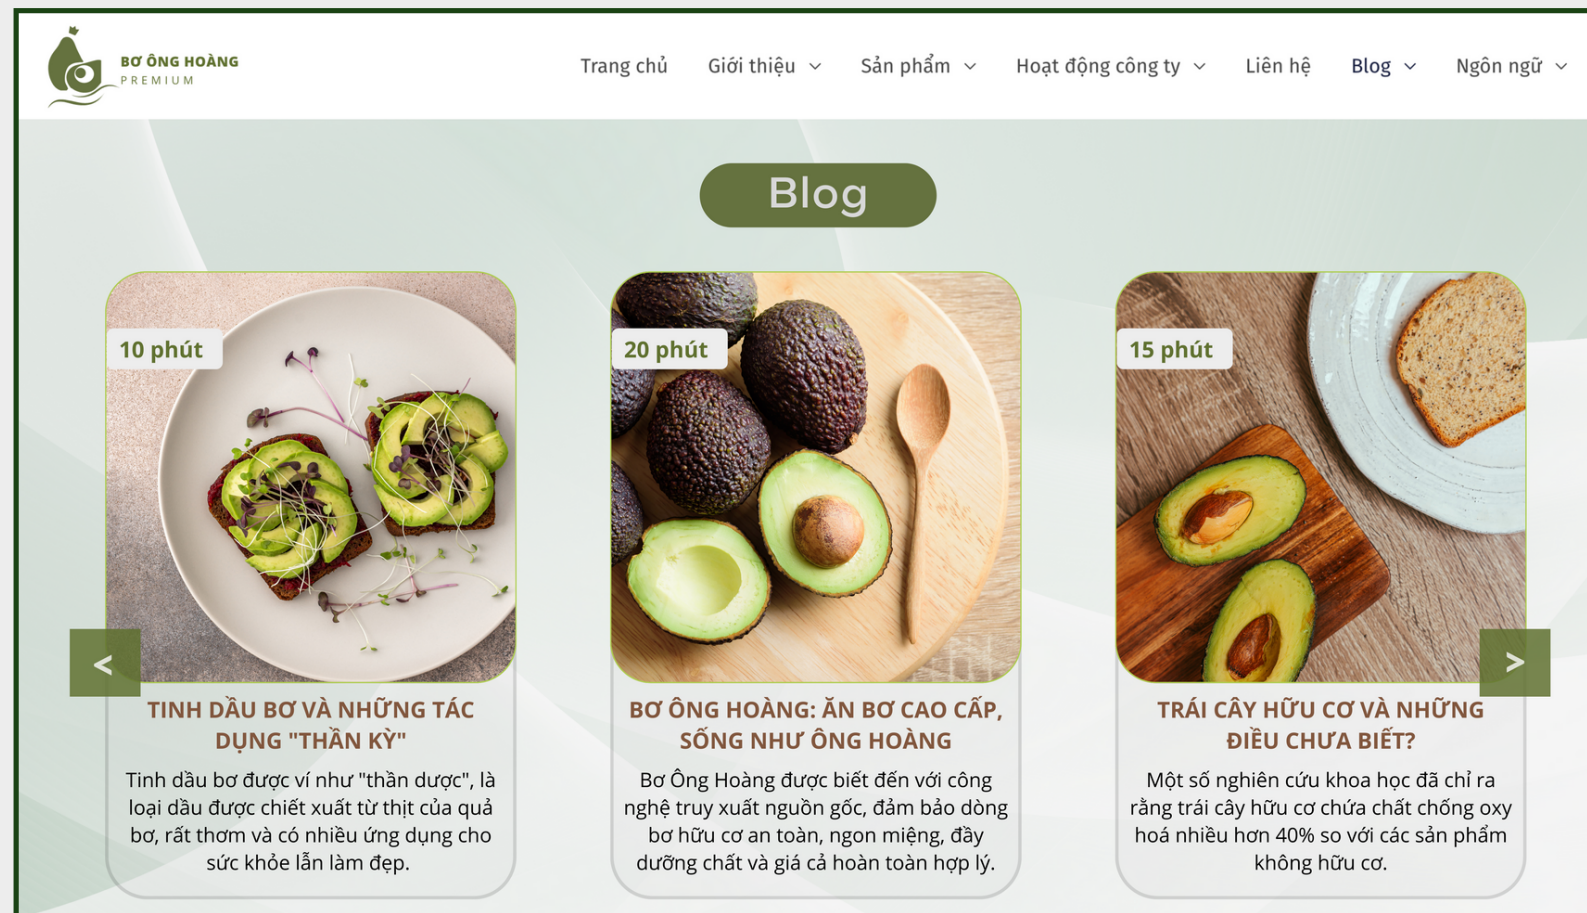 BƠ ÔNG HOÀNG
PREMIUM
Trang chủ Giới thiệu Sản phẩm Hoạt động công ty Liên hệ Blog Ngôn ngữ
Blog
10 phút
TINH DẦU BƠ VÀ NHỮNG TÁC
DỤNG "THẦN KỲ"
Tinh dầu bơ được ví như "thần dược", là
loại dầu được chiết xuất từ thịt của quả
bơ, rất thơm và có nhiều ứng dụng cho
sức khỏe lẫn làm đẹp.
20 phút
BƠ ÔNG HOÀNG: ĂN BƠ CAO CẤP,
SỐNG NHƯ ÔNG HOÀNG
Bơ Ông Hoàng được biết đến với công
nghệ truy xuất nguồn gốc, đảm bảo dòng
bơ hữu cơ an toàn, ngon miệng, đầy
dưỡng chất và giá cả hoàn toàn hợp lý.
15 phút
TRÁI CÂY HỮU CƠ VÀ NHỮNG
ĐIỀU CHƯA BIẾT?
Một số nghiên cứu khoa học đã chỉ ra
rằng trái cây hữu cơ chứa chất chống oxy
hoá nhiều hơn 40% so với các sản phẩm
không hữu cơ.
<
>